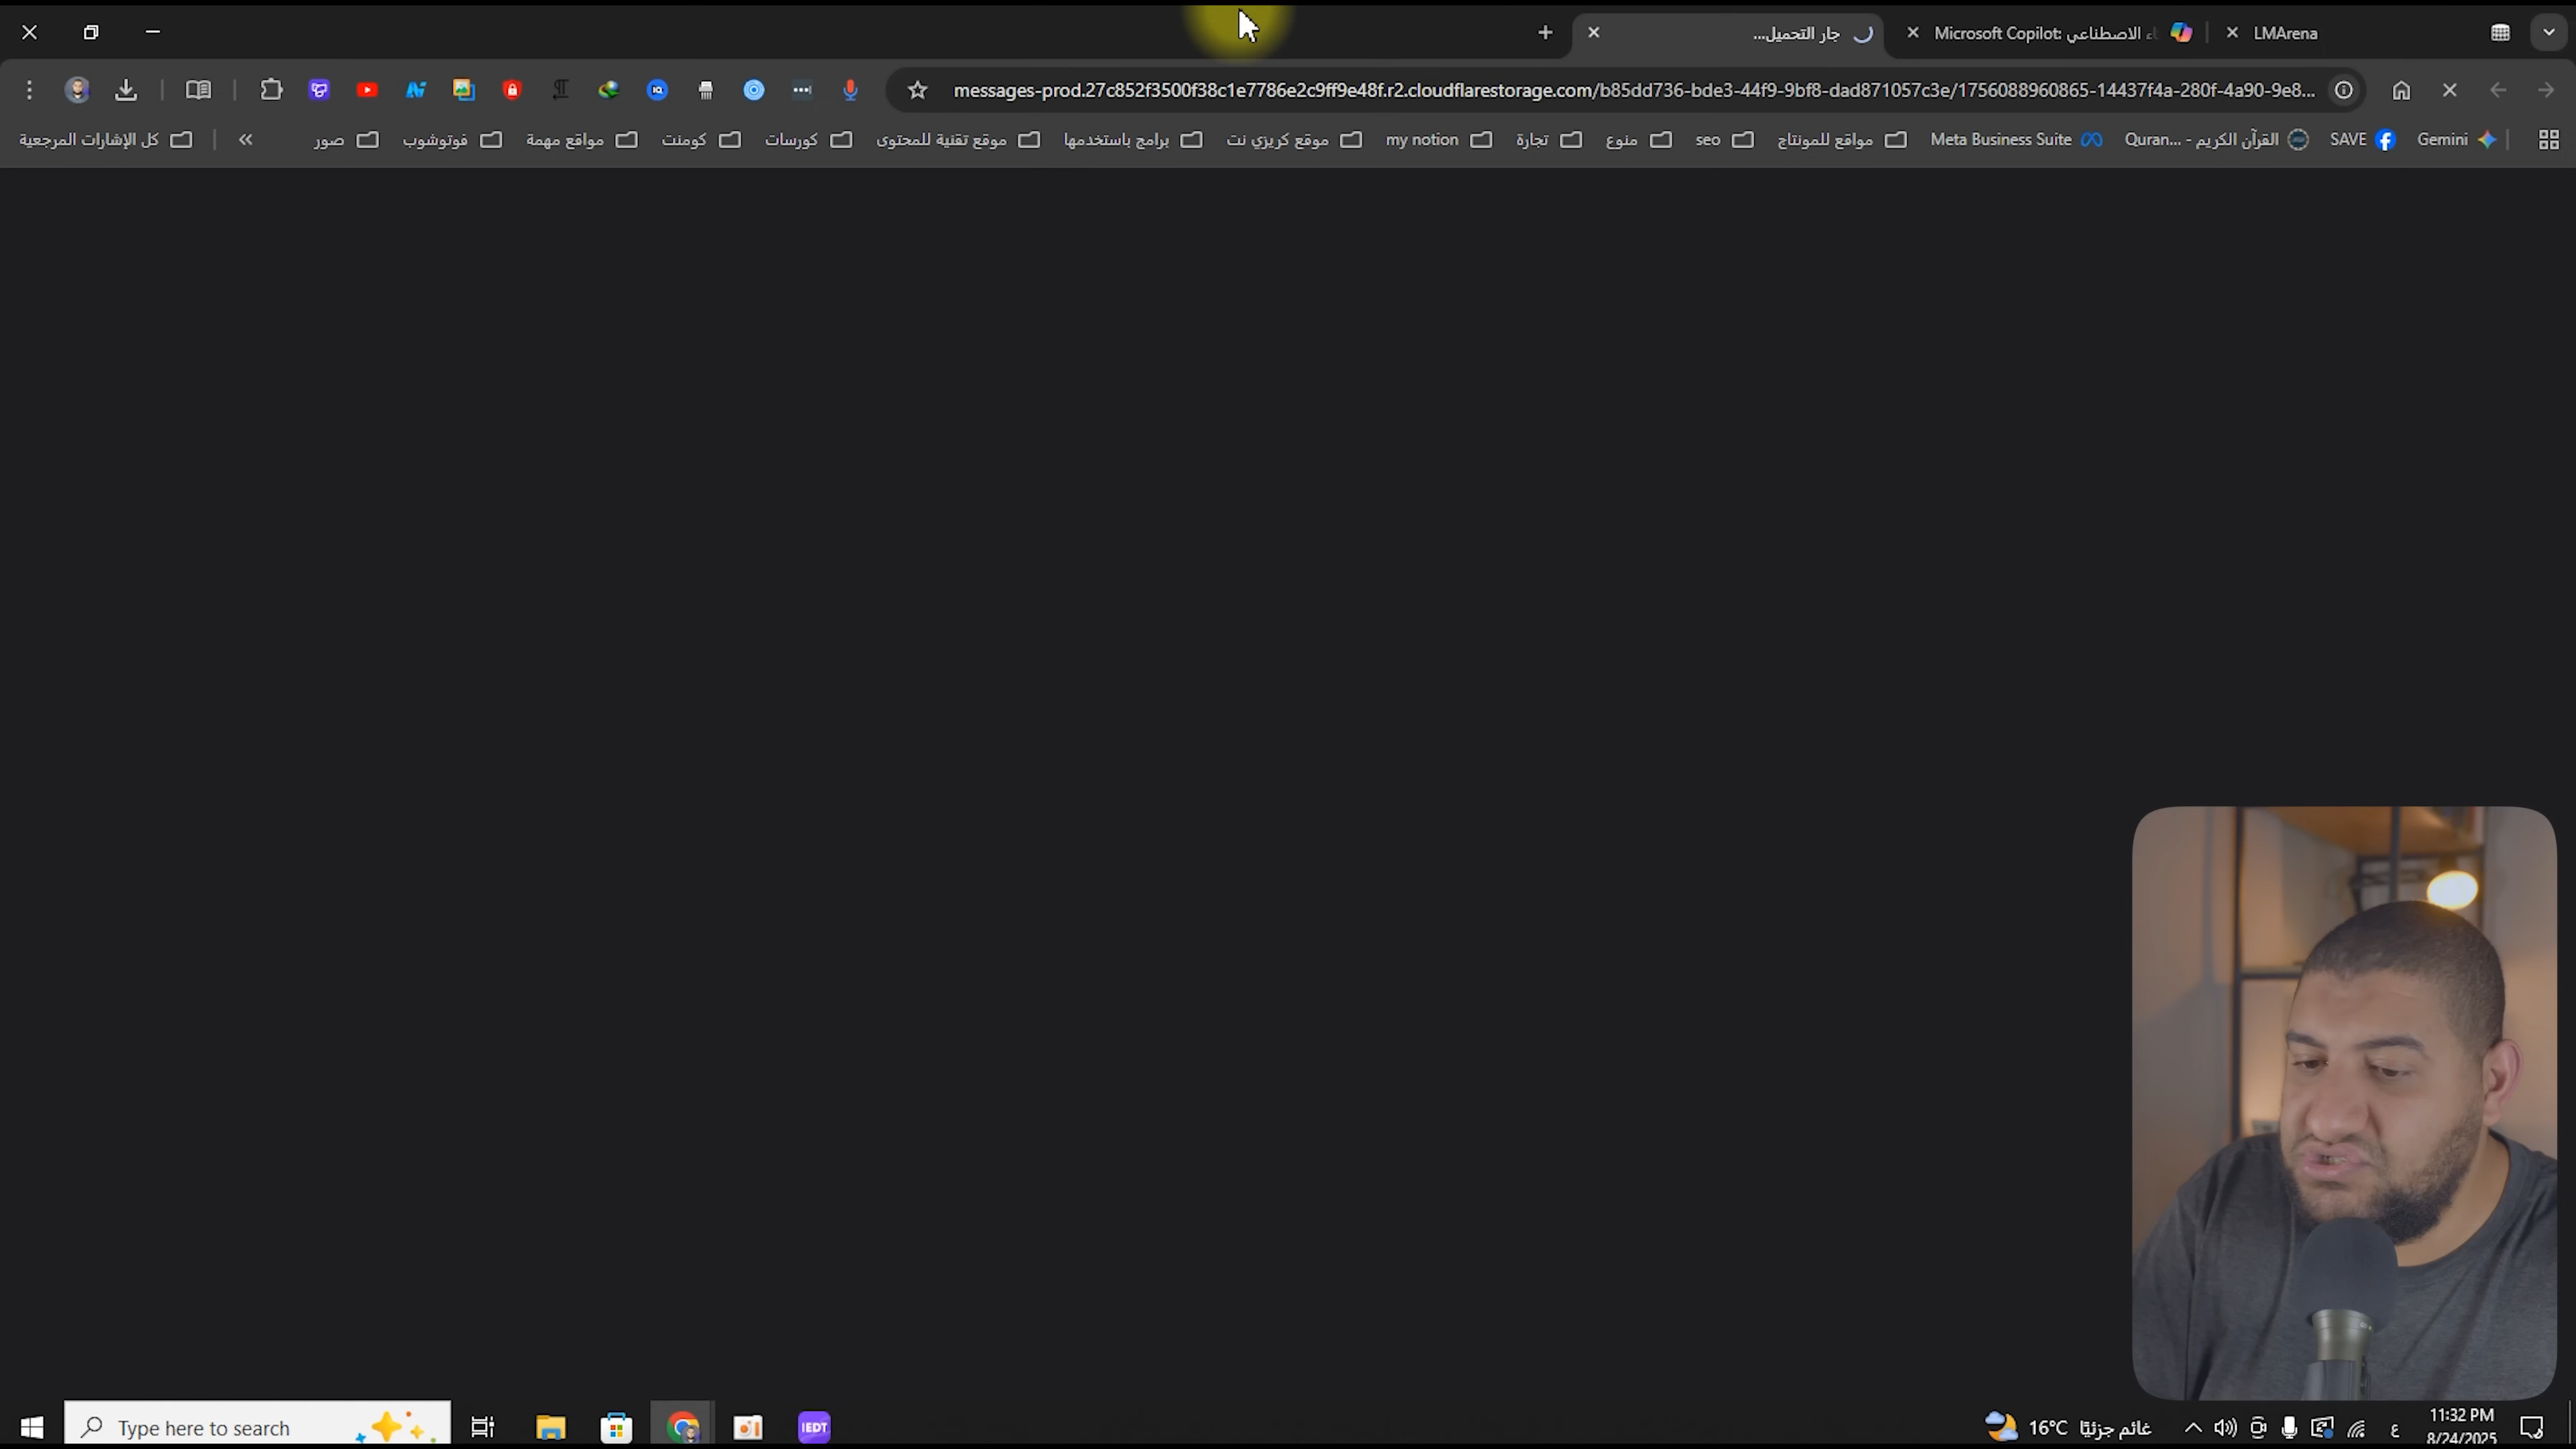 LMArena
Microsoft Copilot: اء الاصطناعي
جار التحميل...
messages-prod.27c852f3500f38c1e7786e2c9ff9e48f.r2.cloudflarestorage.com/b85dd736-bde3-44f9-9bf8-dad871057c3e/1756088960865-14437f4a-280f-4a90-9e8...
Gemini
SAVE
القرآن الكريم - ...Quran
Meta Business Suite
مواقع للمونتاج
seo
منوع
تجارة
my notion
موقع كريزي نت
برامج باستخدمها
موقع تقنية للمحتوى
كورسات
كومنت
مواقع مهمة
فوتوشوب
صور
كل الإشارات المرجعية
Type here to search
IEDT
16°C غائم جزئيًا
ع
11:32 PM
8/24/2025